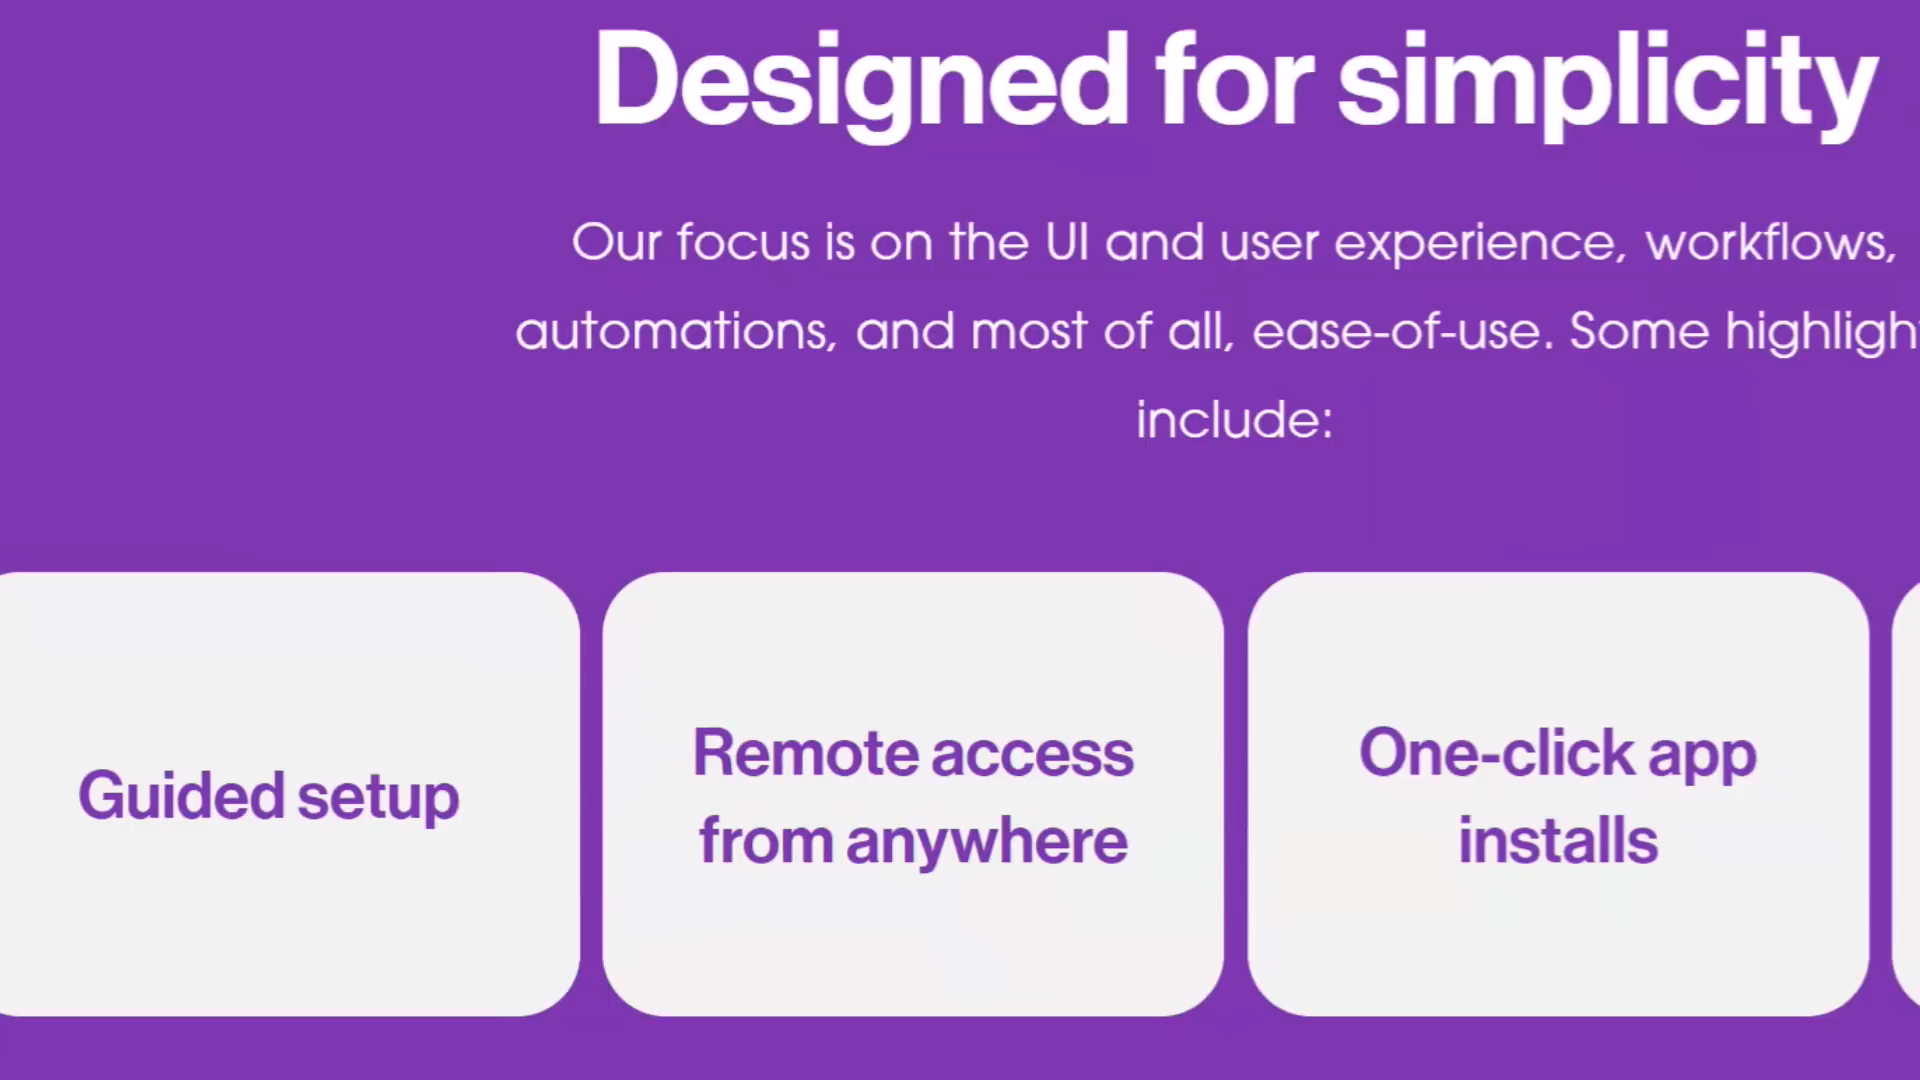 Designed for simplicity
Our focus is on the UI and user experience, workflows,
automations, and most of all, ease-of-use. Some highligh
include:
Guided setup
Remote access
from anywhere
One-click app
installs